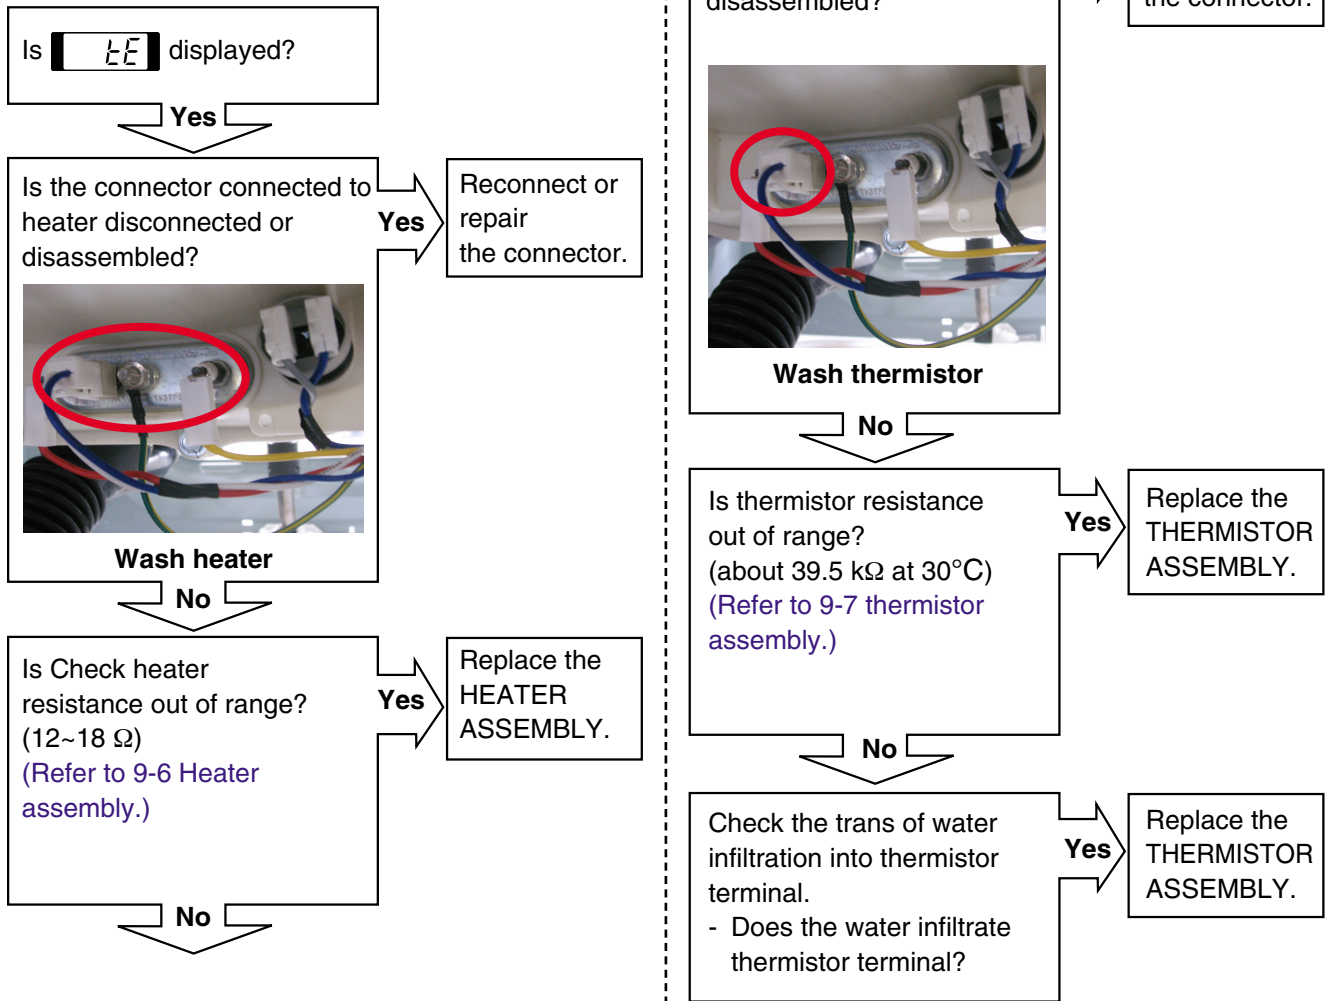 Is tE displayed?
Yes
Is the connector connected to
heater disconnected or
disassembled?
Yes
Reconnect or
repair
the connector.
Wash heater
No
Is Check heater
resistance out of range?
(12~18 Ω)
(Refer to 9-6 Heater
assembly.)
Yes
Replace the
HEATER
ASSEMBLY.
No
disassembled?
the connector.
Wash thermistor
No
Is thermistor resistance
out of range?
(about 39.5 kΩ at 30°C)
(Refer to 9-7 thermistor
assembly.)
Yes
Replace the
THERMISTOR
ASSEMBLY.
No
Check the trans of water
infiltration into thermistor
terminal.
- Does the water infiltrate
thermistor terminal?
Yes
Replace the
THERMISTOR
ASSEMBLY.